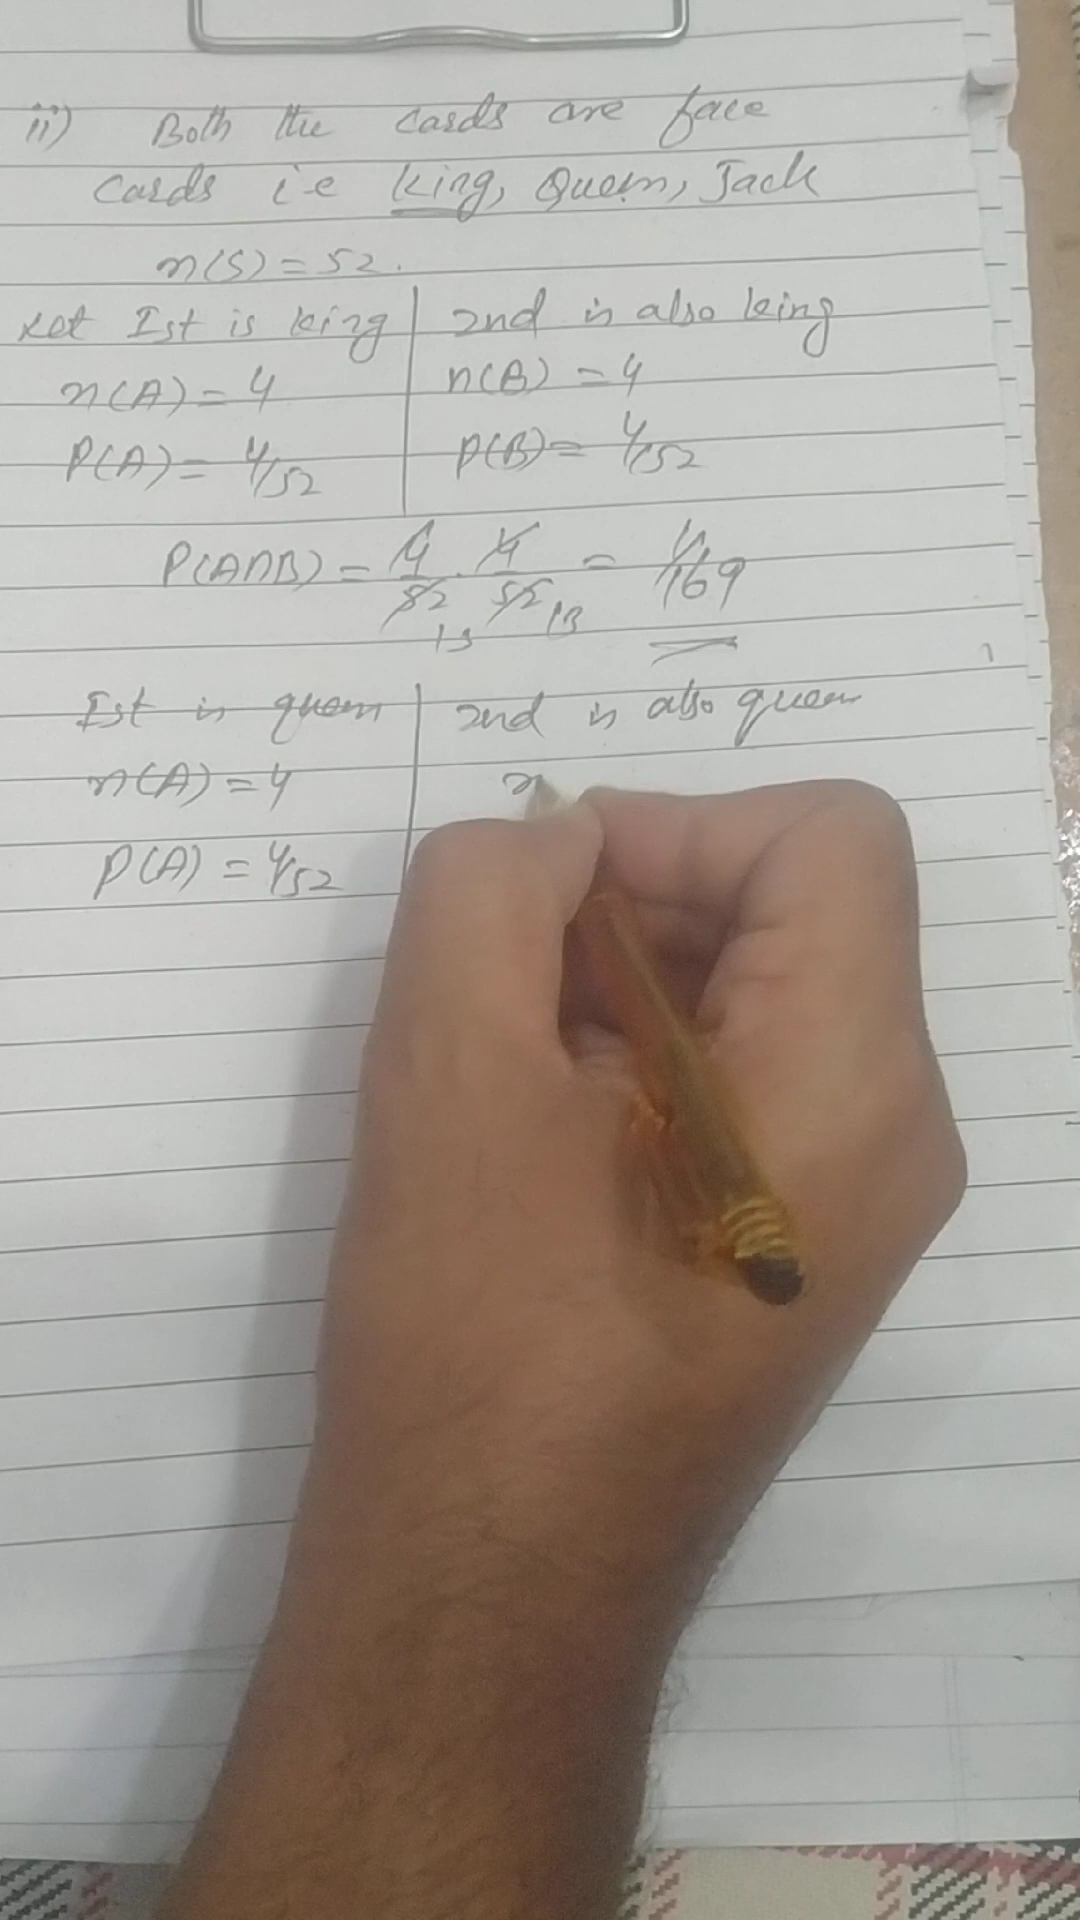 ii) Both the cards are face
cards i.e King, Queen, Jack
n(S) = 52.
Let Ist is king | 2nd is also king
n(A) = 4 | n(B) = 4
P(A) = 4/52 | P(B) = 4/52
P(A∩B) = 4/52 . 4/52 = 1/169
13 13
Ist is queen | 2nd is also queen
n(A) = 4 | n
P(A) = 4/52